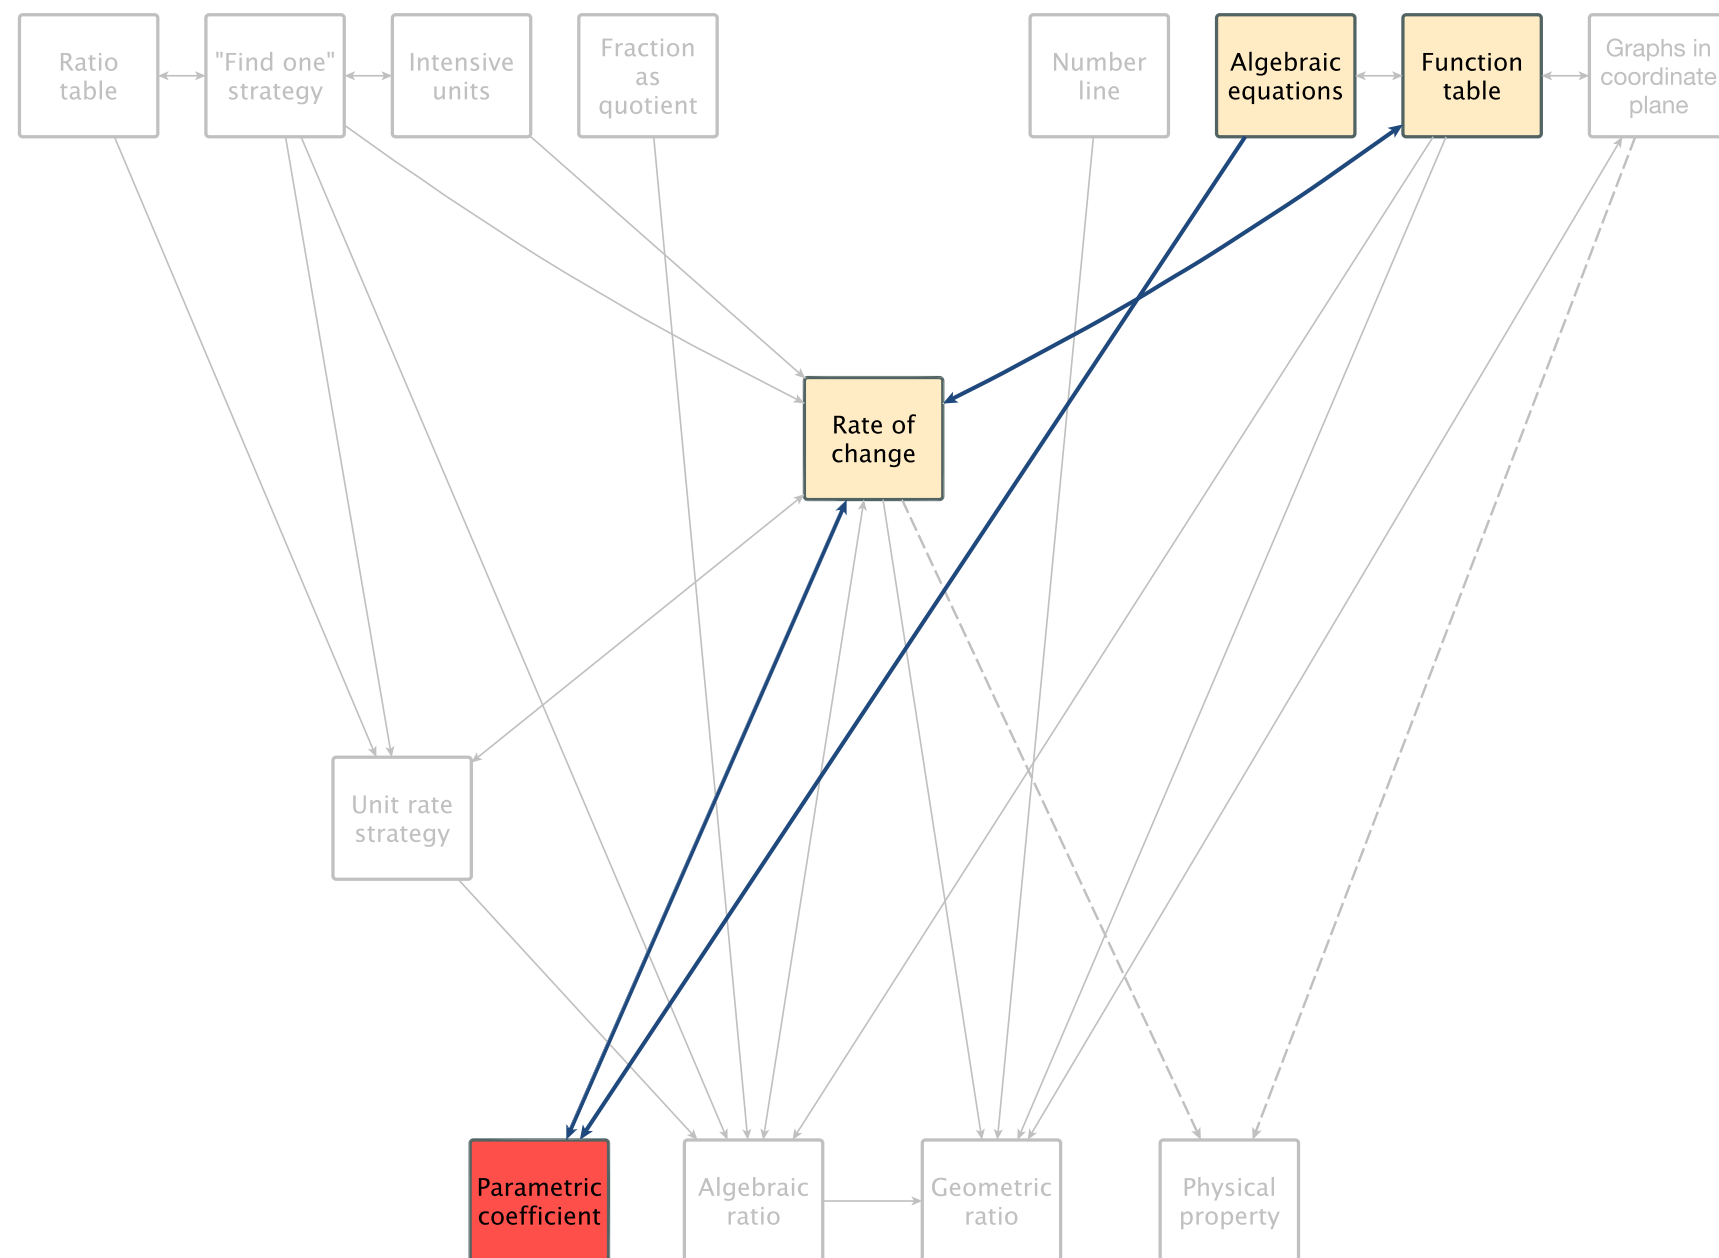 Ratio
table
"Find one"
strategy
Intensive
units
Fraction
as
quotient
Number
line
Algebraic
equations
Function
table
Graphs in
coordinate
plane
Rate of
change
Unit rate
strategy
Parametric
coefficient
Algebraic
ratio
Geometric
ratio
Physical
property